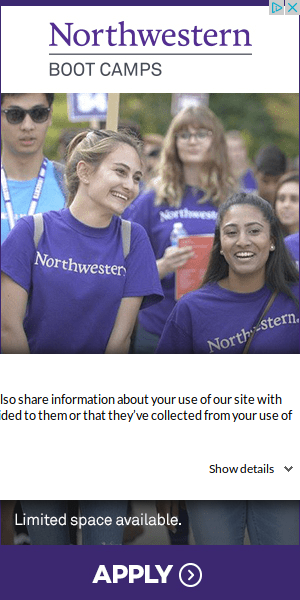 Northwestern
BOOT CAMPS
Northwestern
Northwestern
Northwestern
lso share information about your use of our site with
ided to them or that they've collected from your use of
Show details
Limited space available.
APPLY